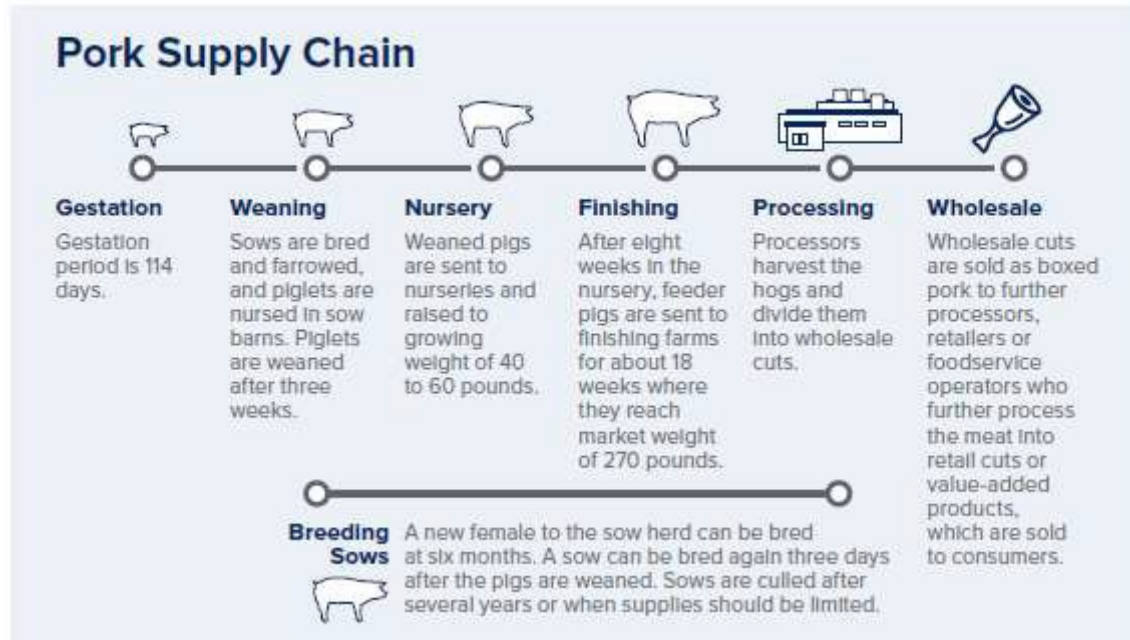 Pork Supply Chain
Gestation
Gestation
period is 114
days.
Weaning
Sows are bred
and farrowed,
and piglets are
nursed in sow
barns. Piglets
are weaned
after three
weeks.
Nursery
Weaned pigs
are sent to
nurseries and
raised to
growing
weight of 40
to 60 pounds.
Finishing
After eight
weeks in the
nursery, feeder
pigs are sent to
finishing farms
for about 18
weeks where
they reach
market weight
of 270 pounds.
Processing
Processors
harvest the
hogs and
divide them
into wholesale
cuts.
Wholesale
Wholesale cuts
are sold as boxed
pork to further
processors,
retailers or
foodservice
operators who
further process
the meat into
retail cuts or
value-added
products,
which are sold
to consumers.
Breeding
Sows
A new female to the sow herd can be bred
at six months. A sow can be bred again three days
after the pigs are weaned. Sows are culled after
several years or when supplies should be limited.